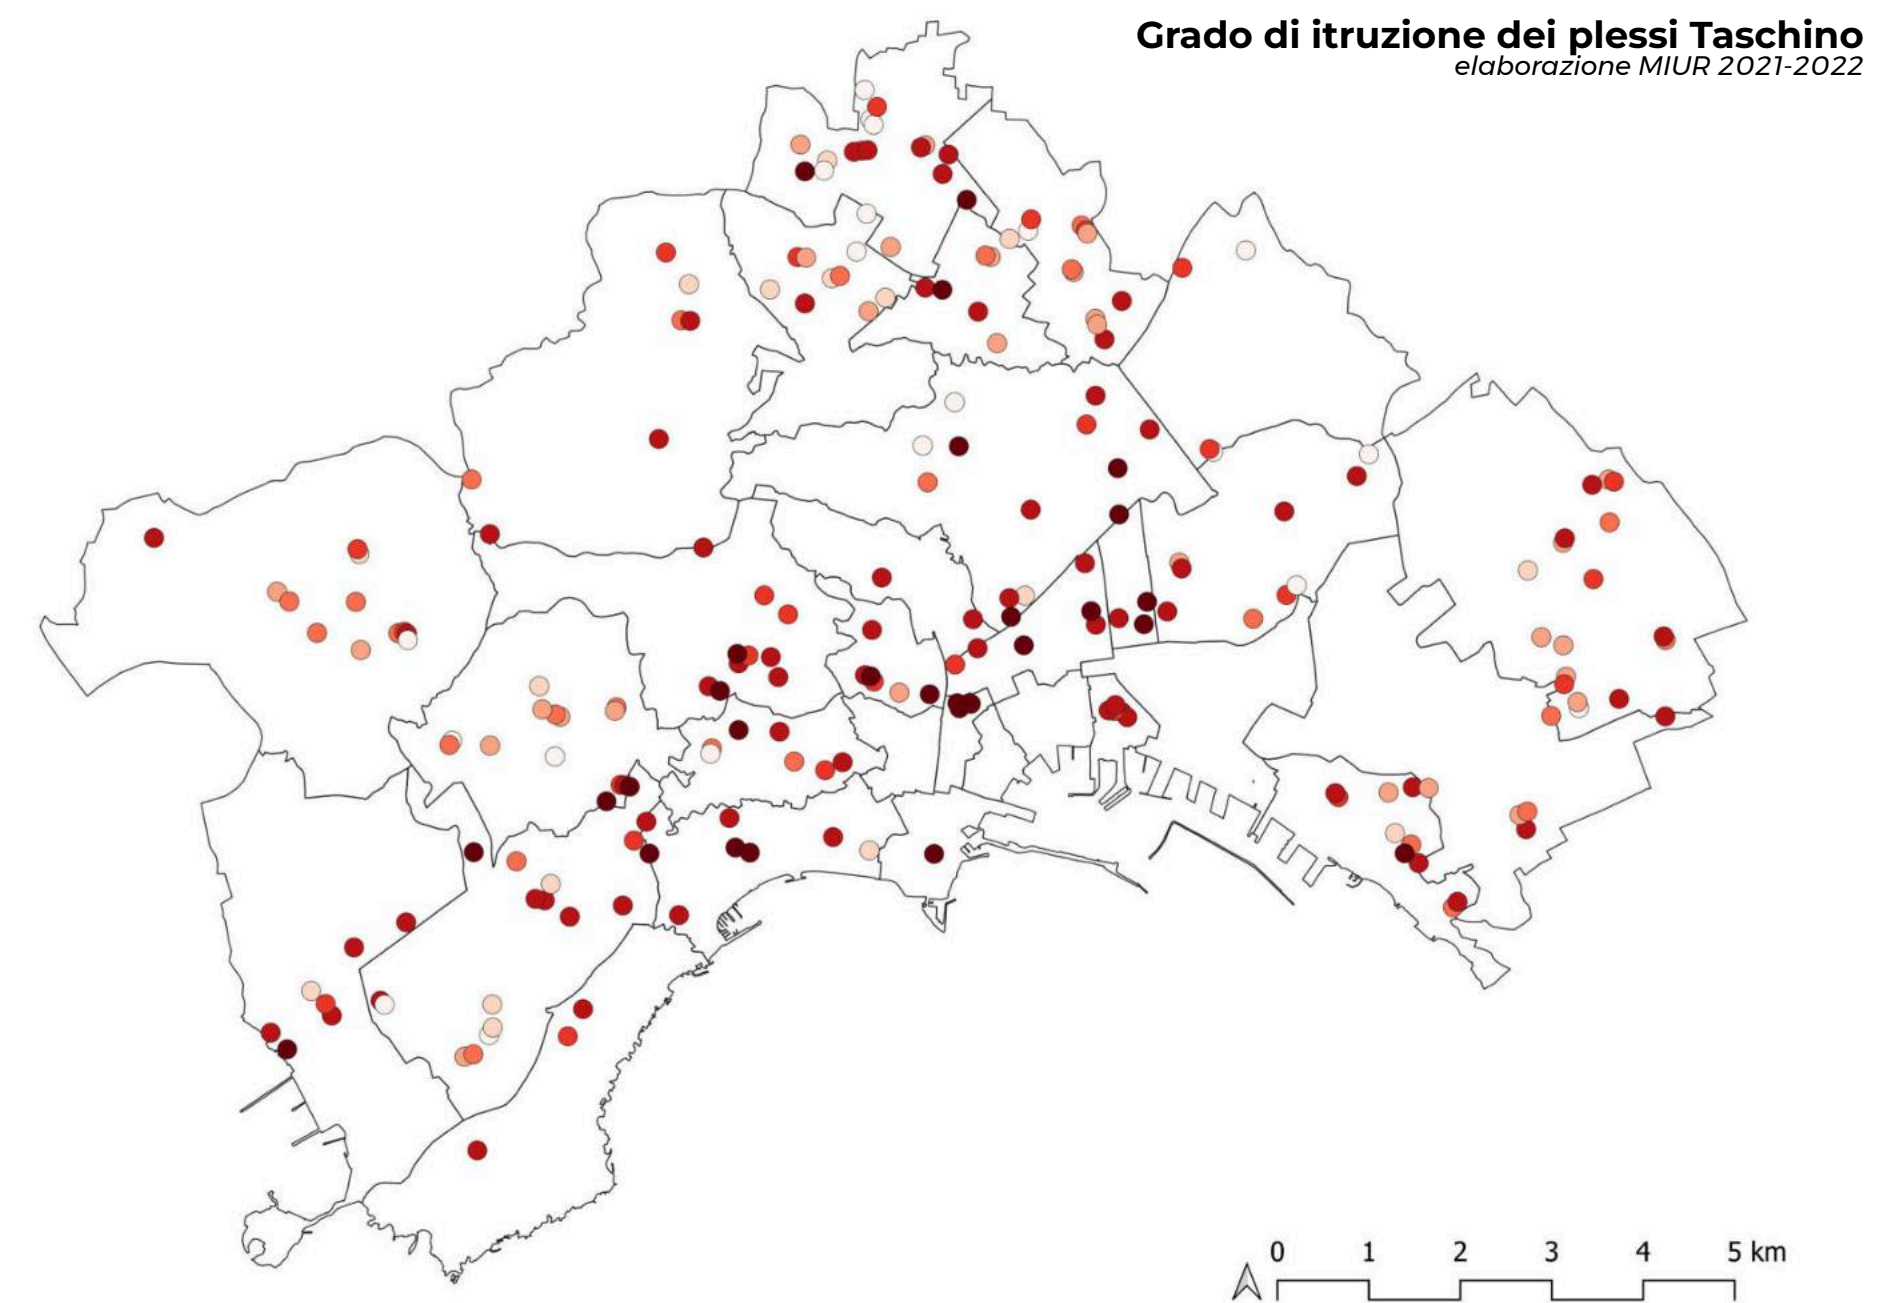 Grado di itruzione dei plessi Taschino
elaborazione MIUR 2021-2022
0 1 2 3 4 5 km